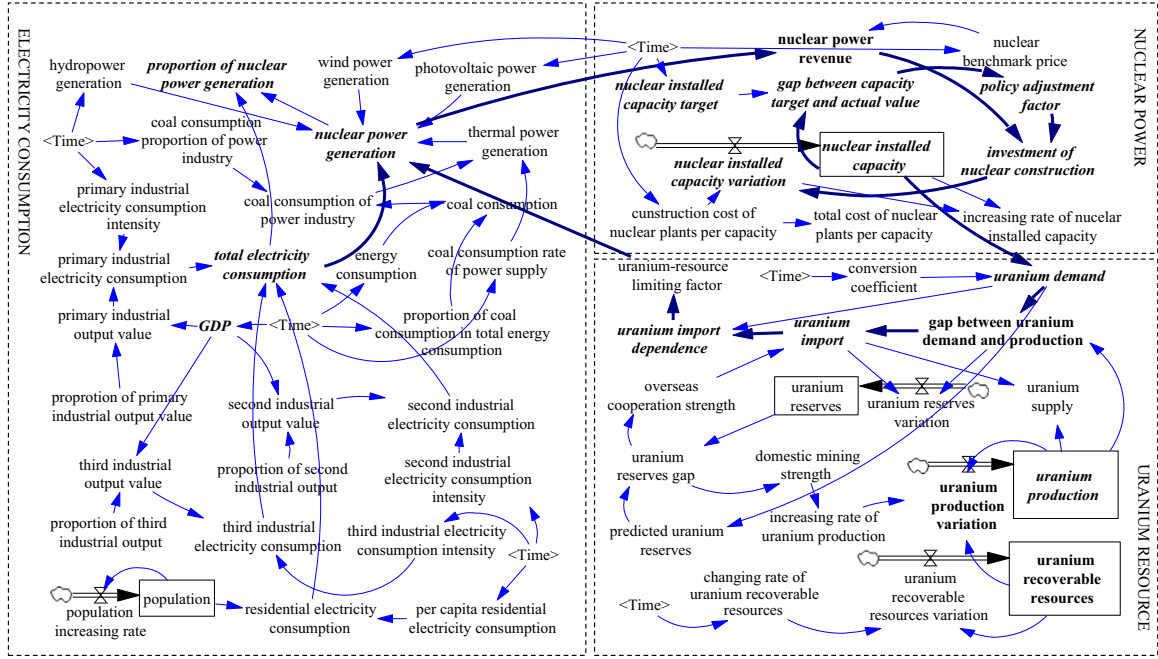 ELECTRICITY CONSUMPTION
hydropower
generation
proportion of nuclear
power generation
wind power
generation
photovoltaic power
generation
<Time>
coal consumption
proportion of power
industry
nuclear power
generation
thermal power
generation
primary industrial
electricity consumption
intensity
coal consumption of
power industry
coal consumption
primary industrial
electricity consumption
total electricity
consumption
energy
consumption
coal consumption rate
of power supply
primary industrial
output value
GDP
<Time>
proportion of coal
consumption in total energy
consumption
proportion of primary
industrial output value
second industrial
output value
second industrial
electricity consumption
third industrial
output value
proportion of second
industrial output
second industrial
electricity consumption
intensity
proportion of third
industrial output
third industrial
electricity consumption
third industrial electricity
consumption intensity
<Time>
population
population
increasing rate
residential electricity
consumption
per capita residential
electricity consumption
NUCLEAR POWER
<Time>
nuclear power
revenue
nuclear
benchmark price
nuclear installed
capacity target
gap between capacity
target and actual value
policy adjustment
factor
nuclear installed
capacity variation
nuclear installed
capacity
investment of
nuclear construction
cunstruction cost of
nuclear plants per capacity
total cost of nuclear
plants per capacity
increasing rate of nucelar
installed capacity
URANIUM RESOURCE
uranium-resource
limiting factor
<Time>
conversion
coefficient
uranium demand
uranium import
dependence
uranium
import
gap between uranium
demand and production
overseas
cooperation strength
uranium
reserves
uranium reserves
variation
uranium
supply
uranium
reserves gap
domestic mining
strength
uranium
production
variation
uranium
production
predicted uranium
reserves
increasing rate of
uranium production
<Time>
changing rate of
uranium recoverable
resources
uranium
recoverable
resources variation
uranium
recoverable
resources